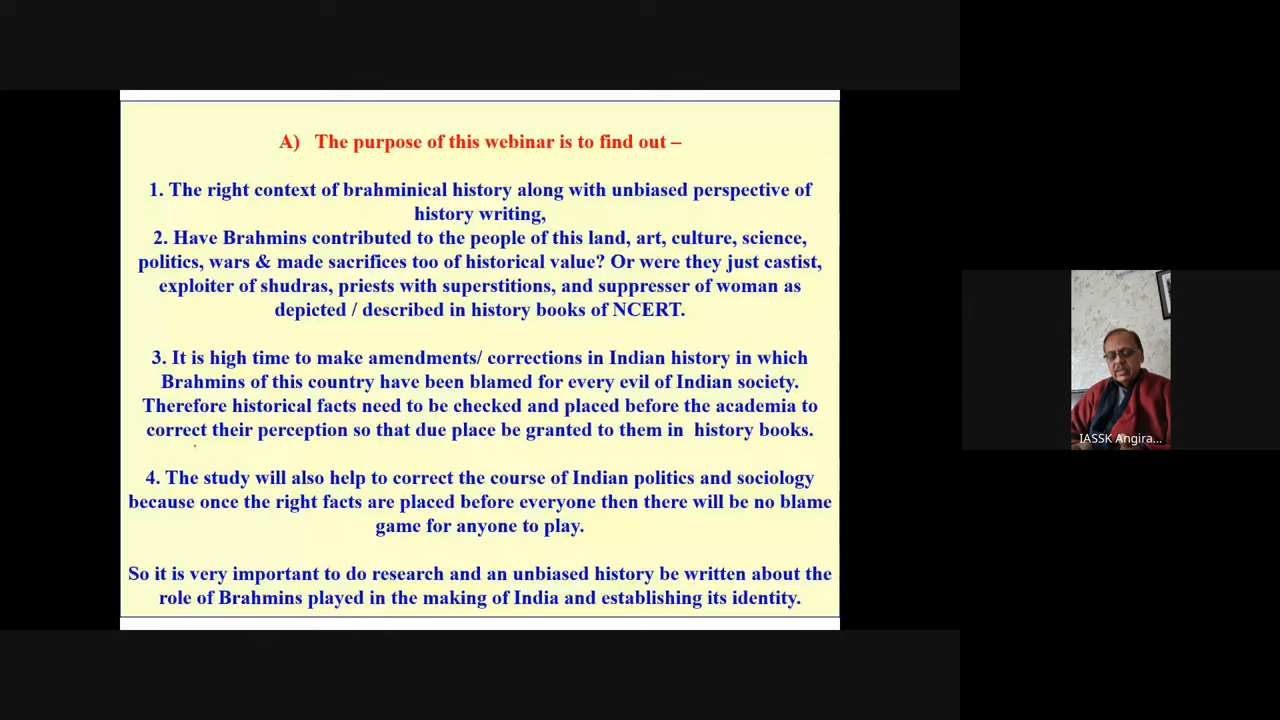 A) The purpose of this webinar is to find out –
1. The right context of brahminical history along with unbiased perspective of
history writing,
2. Have Brahmins contributed to the people of this land, art, culture, science,
politics, wars & made sacrifices too of historical value? Or were they just castist,
exploiter of shudras, priests with superstitions, and suppresser of woman as
depicted / described in history books of NCERT.
3. It is high time to make amendments/ corrections in Indian history in which
Brahmins of this country have been blamed for every evil of Indian society.
Therefore historical facts need to be checked and placed before the academia to
correct their perception so that due place be granted to them in history books.
4. The study will also help to correct the course of Indian politics and sociology
because once the right facts are placed before everyone then there will be no blame
game for anyone to play.
So it is very important to do research and an unbiased history be written about the
role of Brahmins played in the making of India and establishing its identity.
IASSK Angira...